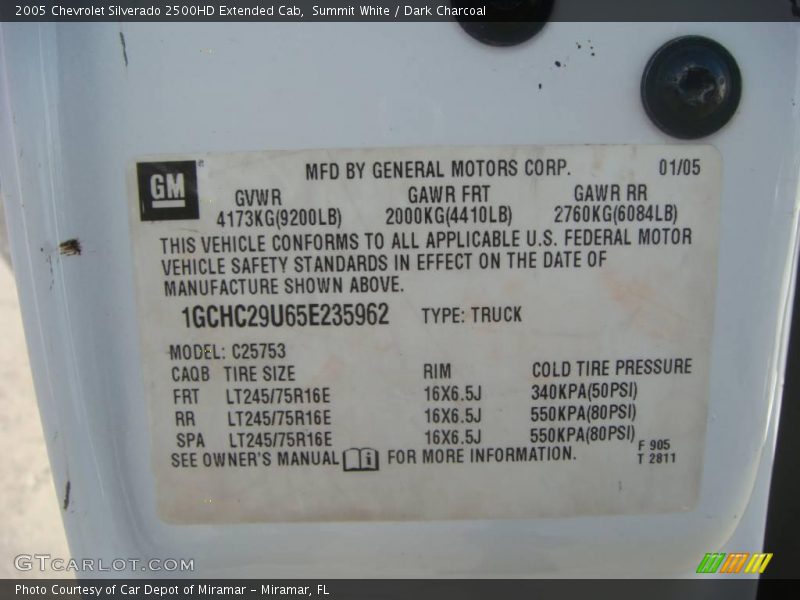 2005 Chevrolet Silverado 2500HD Extended Cab, Summit White / Dark Charcoal
GM®
MFD BY GENERAL MOTORS CORP. 01/05
GVWR GAWR FRT GAWR RR
4173KG(9200LB) 2000KG(4410LB) 2760KG(6084LB)
THIS VEHICLE CONFORMS TO ALL APPLICABLE U.S. FEDERAL MOTOR
VEHICLE SAFETY STANDARDS IN EFFECT ON THE DATE OF
MANUFACTURE SHOWN ABOVE.
1GCHC29U65E235962 TYPE: TRUCK
MODEL: C25753
CAQB TIRE SIZE RIM COLD TIRE PRESSURE
FRT LT245/75R16E 16X6.5J 340KPA(50PSI)
RR LT245/75R16E 16X6.5J 550KPA(80PSI)
SPA LT245/75R16E 16X6.5J 550KPA(80PSI)
SEE OWNER'S MANUAL i FOR MORE INFORMATION.
F 905
T 2811
GTCARLOT.COM
Photo Courtesy of Car Depot of Miramar - Miramar, FL